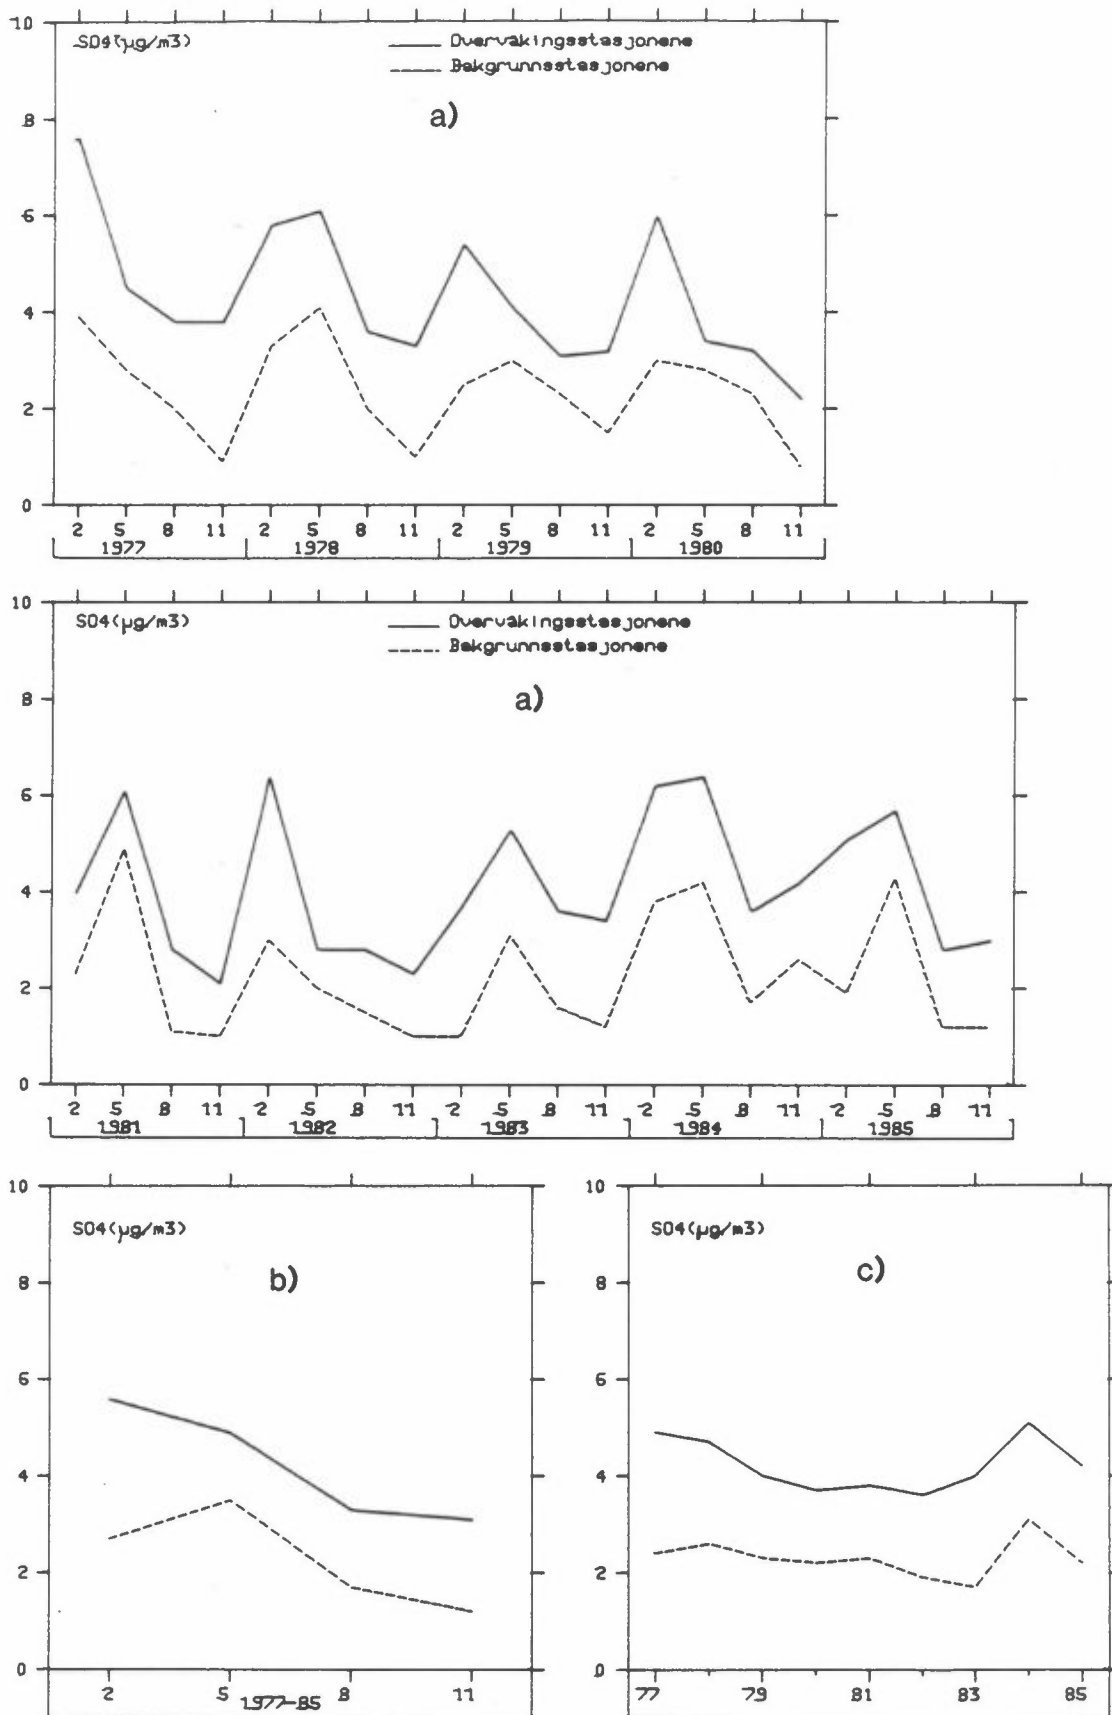 10
SO4(µg/m3)
Overvåkingsstasjonene
Bakgrunnsstasjonene
a)
8
6
4
2
0
2 5 8 11 2 5 8 11 2 5 8 11 2 5 8 11
1977 1978 1979 1980
10
SO4(µg/m3)
Overvåkingsstasjonene
Bakgrunnsstasjonene
a)
8
6
4
2
0
2 5 8 11 2 5 8 11 2 5 8 11 2 5 8 11 2 5 8 11
1981 1982 1983 1984 1985
10
SO4(µg/m3)
b)
8
6
4
2
0
2 5 8 11
1977-85
10
SO4(µg/m3)
c)
8
6
4
2
0
77 79 81 83 85